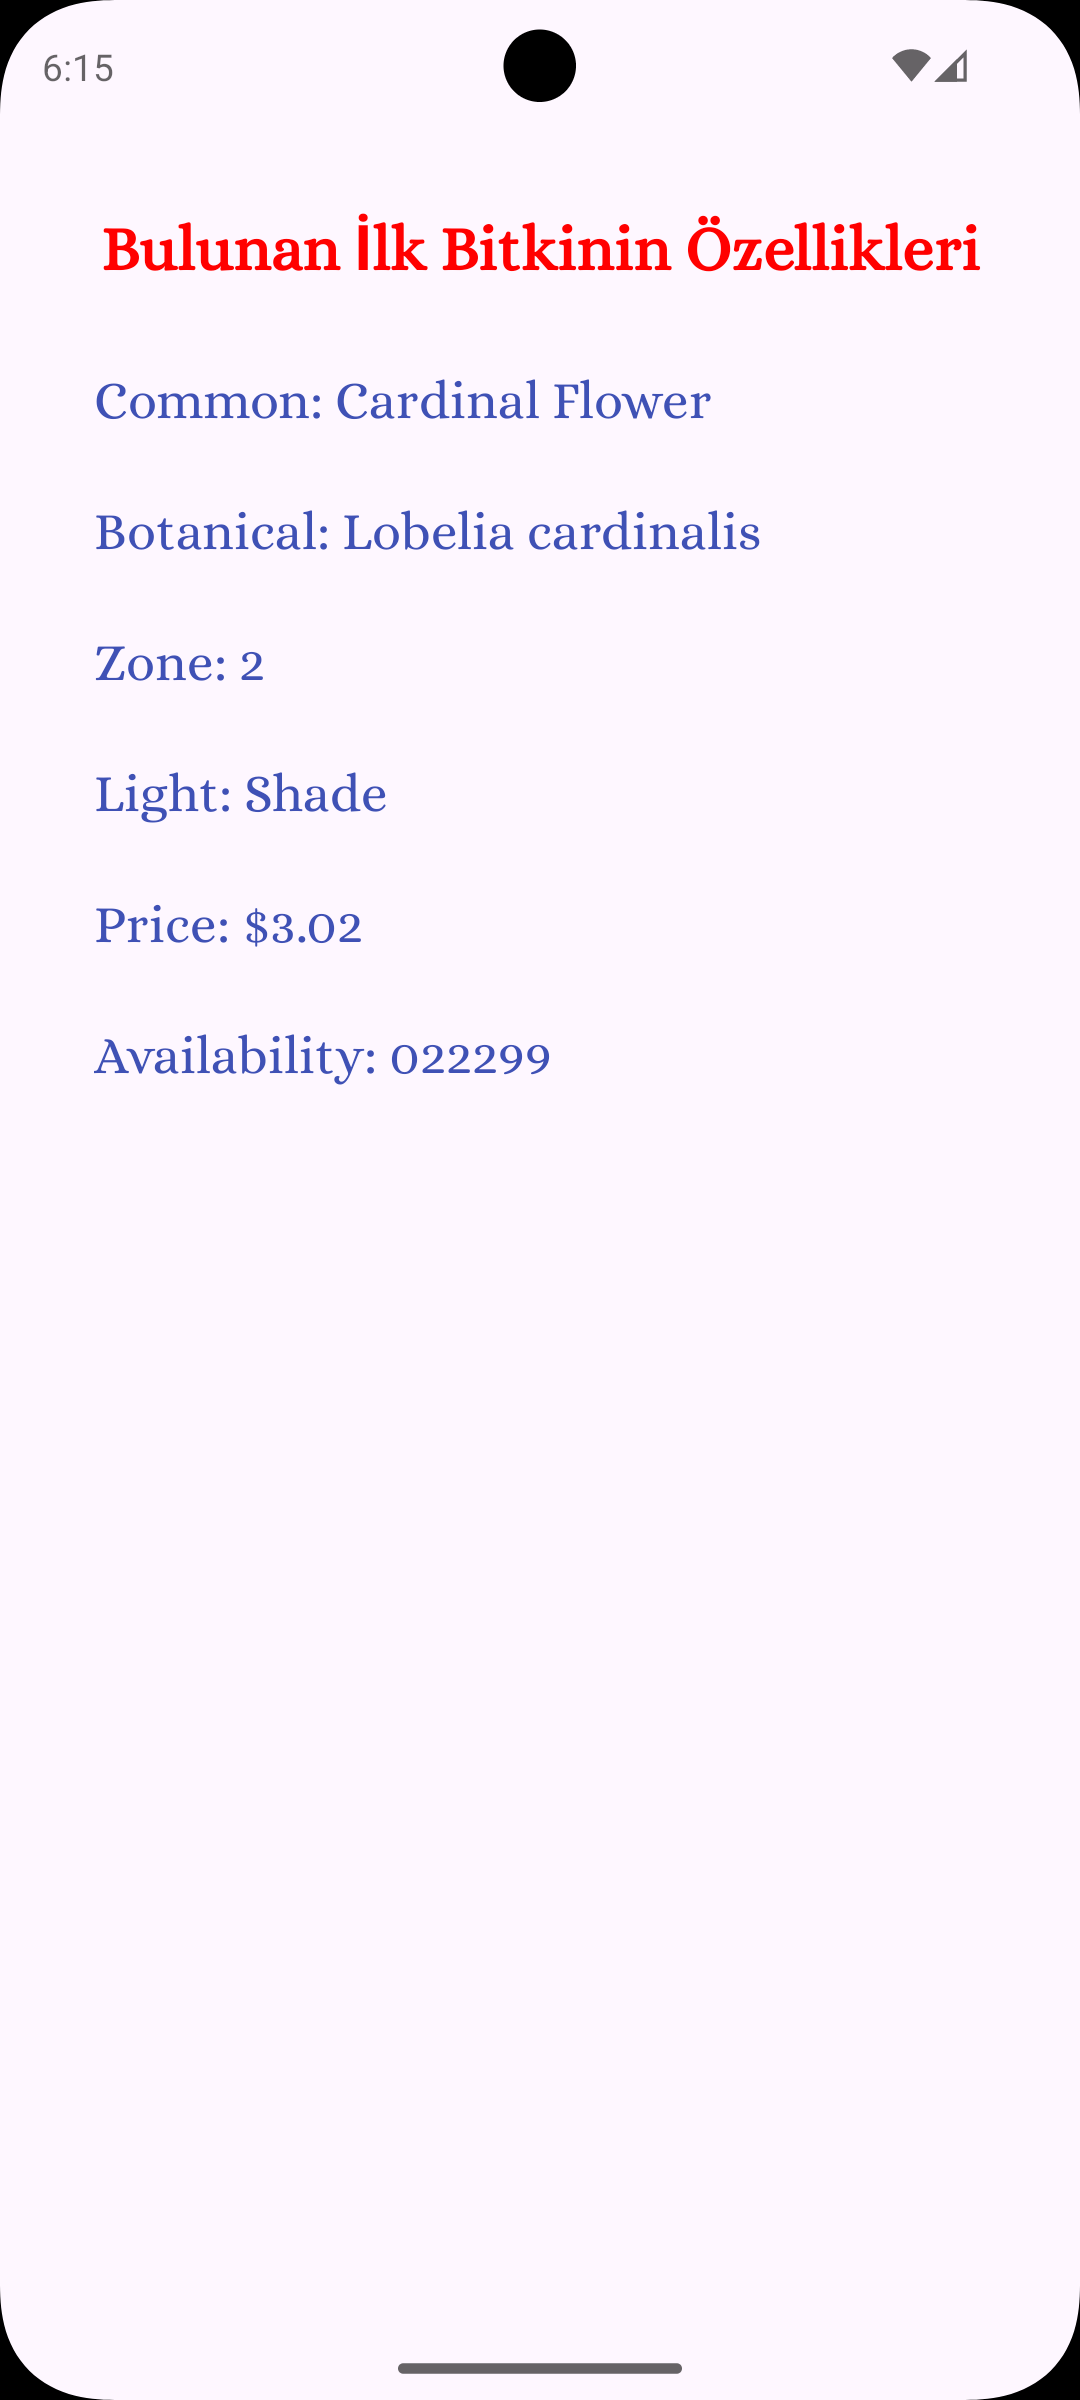 6:15
Bulunan İlk Bitkinin Özellikleri
Common: Cardinal Flower
Botanical: Lobelia cardinalis
Zone: 2
Light: Shade
Price: $3.02
Availability: 022299